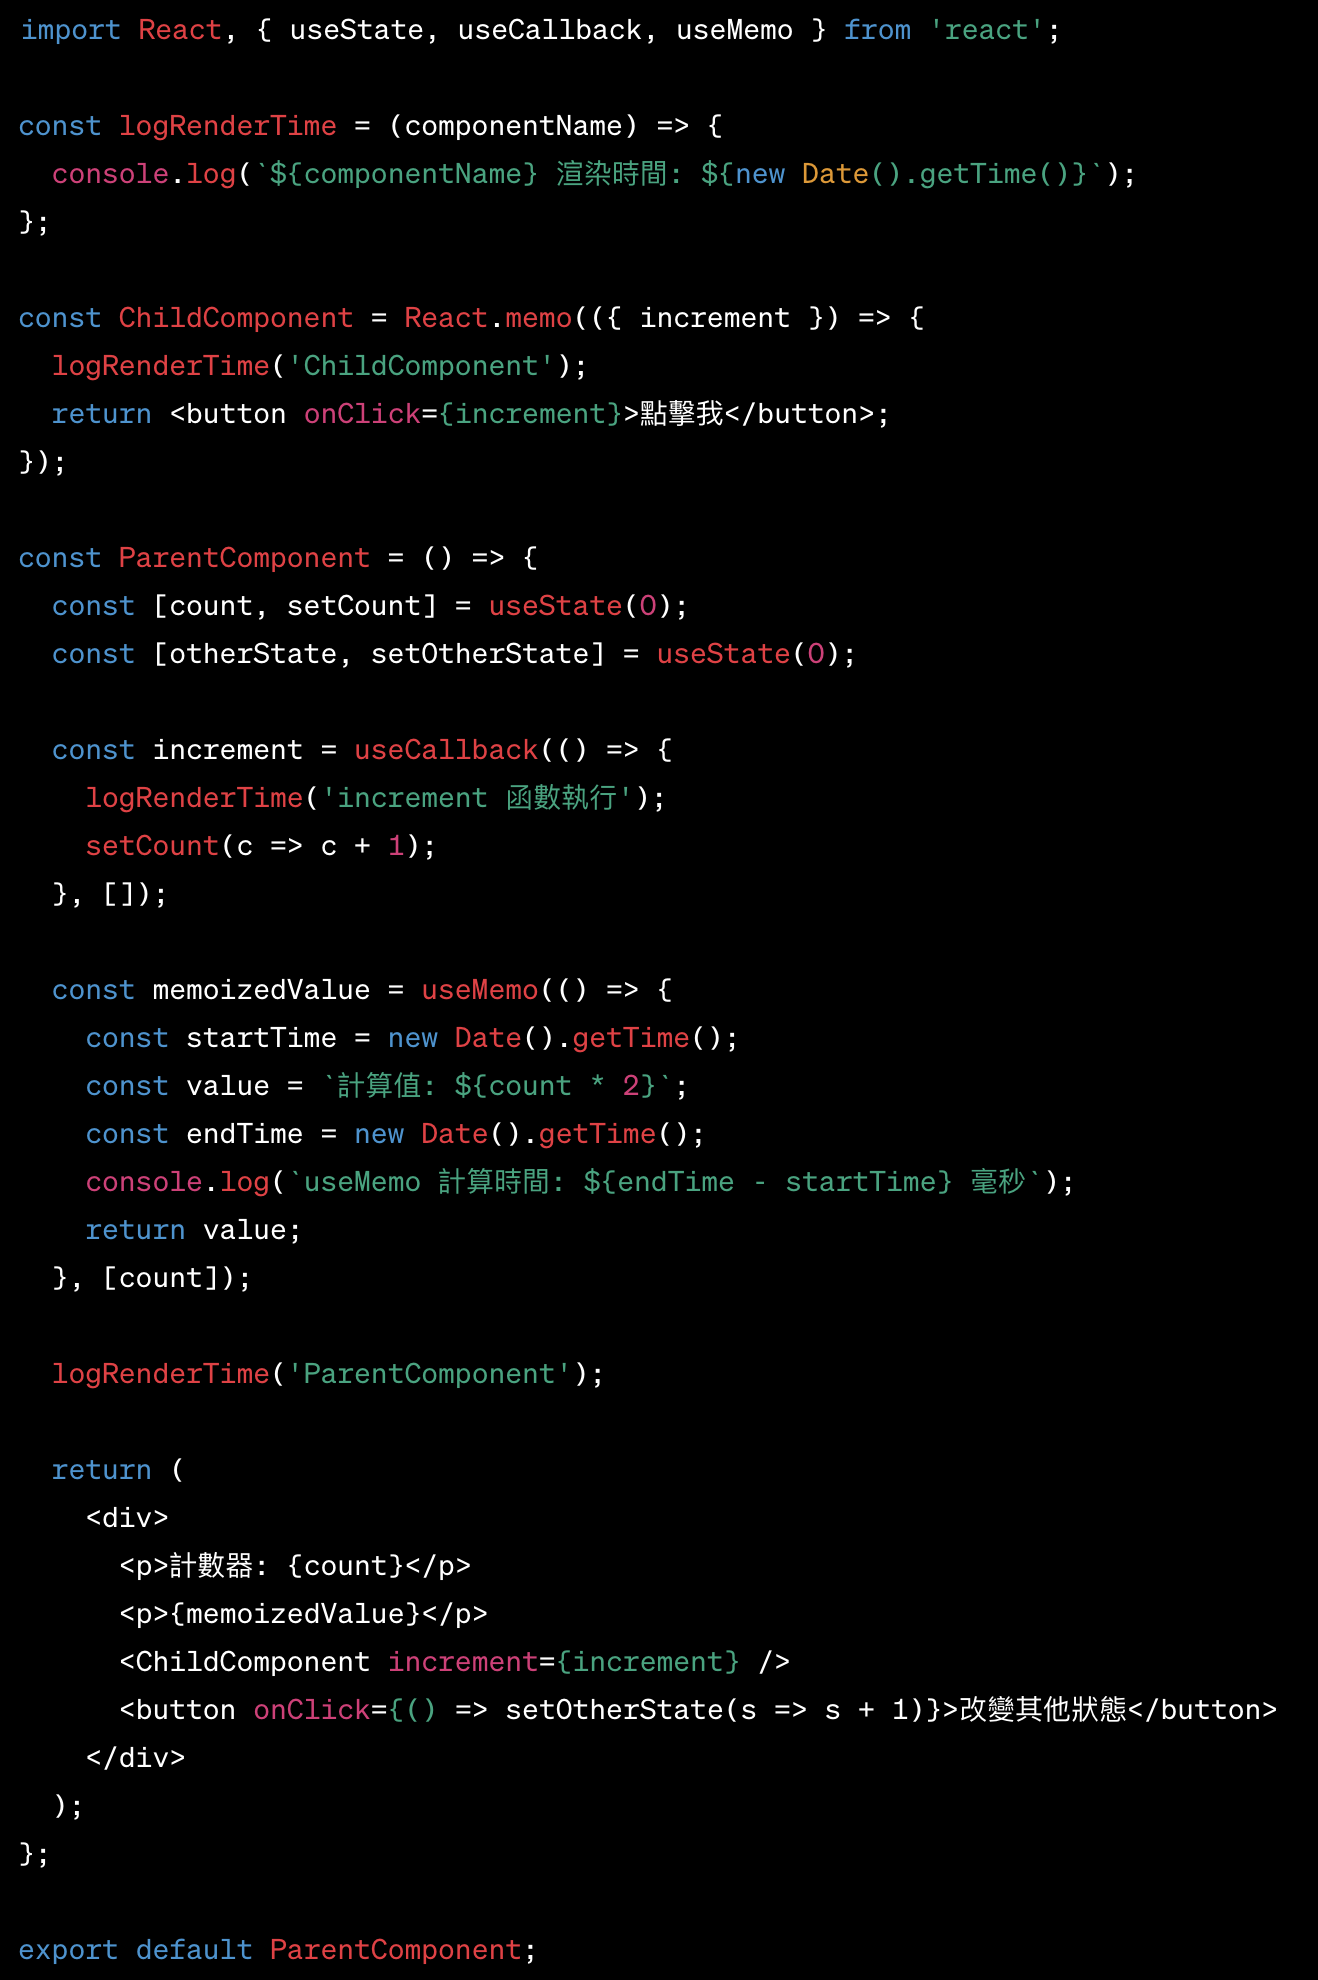 import React, { useState, useCallback, useMemo } from 'react';

const logRenderTime = (componentName) => {
  console.log(`${componentName} 渲染時間: ${new Date().getTime()}`);
};

const ChildComponent = React.memo(({ increment }) => {
  logRenderTime('ChildComponent');
  return <button onClick={increment}>點擊我</button>;
});

const ParentComponent = () => {
  const [count, setCount] = useState(0);
  const [otherState, setOtherState] = useState(0);

  const increment = useCallback(() => {
    logRenderTime('increment 函數執行');
    setCount(c => c + 1);
  }, []);

  const memoizedValue = useMemo(() => {
    const startTime = new Date().getTime();
    const value = `計算值: ${count * 2}`;
    const endTime = new Date().getTime();
    console.log(`useMemo 計算時間: ${endTime - startTime} 毫秒`);
    return value;
  }, [count]);

  logRenderTime('ParentComponent');

  return (
    <div>
      <p>計數器: {count}</p>
      <p>{memoizedValue}</p>
      <ChildComponent increment={increment} />
      <button onClick={() => setOtherState(s => s + 1)}>改變其他狀態</button>
    </div>
  );
};

export default ParentComponent;